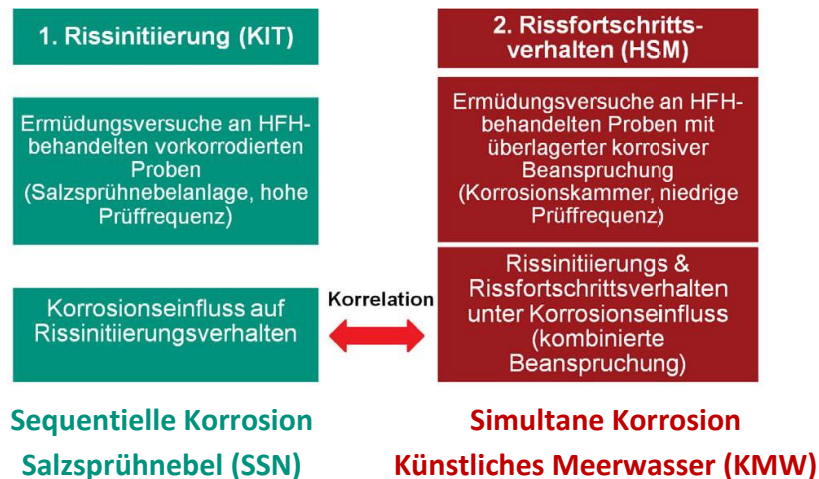 1. Rissinitiierung (KIT)
Ermüdungsversuche an HFH-
behandelten vorkorrodierten
Proben
(Salzsprühnebelanlage, hohe
Prüffrequenz)
Korrosionseinfluss auf
Rissinitiierungsverhalten
Korrelation
2. Rissfortschritts-
verhalten (HSM)
Ermüdungsversuche an HFH-
behandelten Proben mit
überlagerter korrosiver
Beanspruchung
(Korrosionskammer, niedrige
Prüffrequenz)
Rissinitiierungs &
Rissfortschrittsverhalten
unter Korrosionseinfluss
(kombinierte
Beanspruchung)
Sequentielle Korrosion
Salzsprühnebel (SSN)
Simultane Korrosion
Künstliches Meerwasser (KMW)